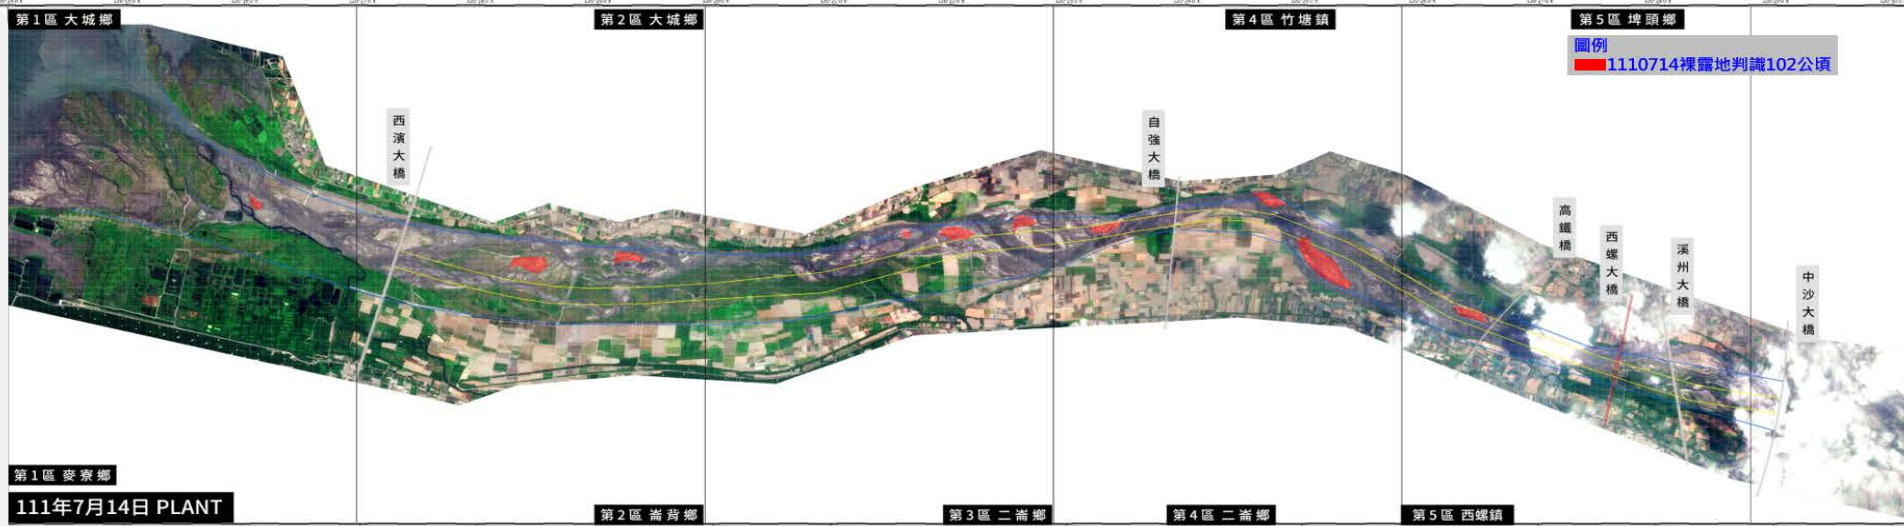 第1區 大城鄉
第2區 大城鄉
第4區 竹塘鎮
第5區 埤頭鄉
圖例
1110714裸露地判識102公頃
西濱大橋
自強大橋
高鐵橋
西螺大橋
溪州大橋
中沙大橋
第1區 麥寮鄉
111年7月14日 PLANT
第2區 崙背鄉
第3區 二崙鄉
第4區 二崙鄉
第5區 西螺鎮